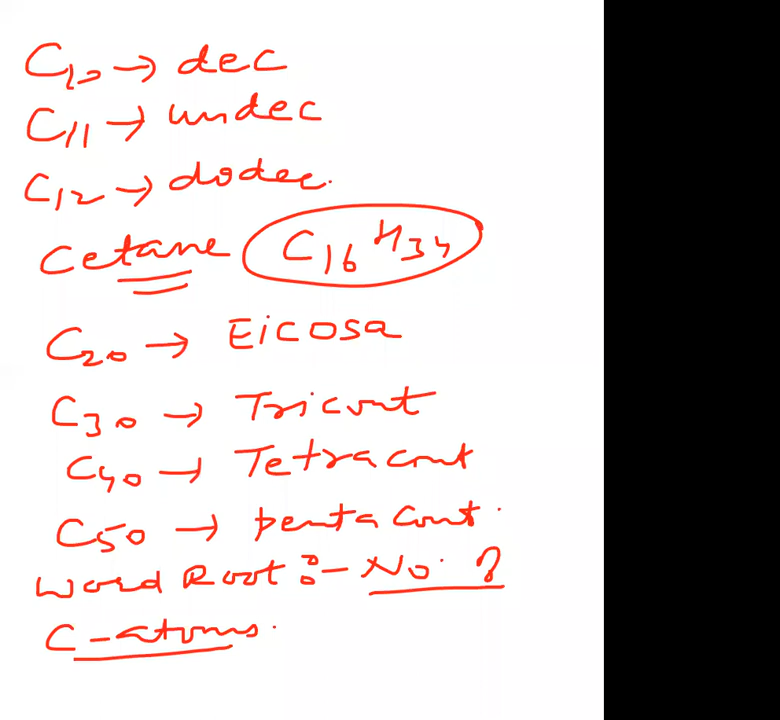 C₁₀ → dec
C₁₁ → undec
C₁₂ → dodec.
Cetane C₁₆H₃₄
C₂₀ → Eicosa
C₃₀ → Tricont
C₄₀ → Tetracont
C₅₀ → pentacont.
Word Root :- No. ?
C-atoms.